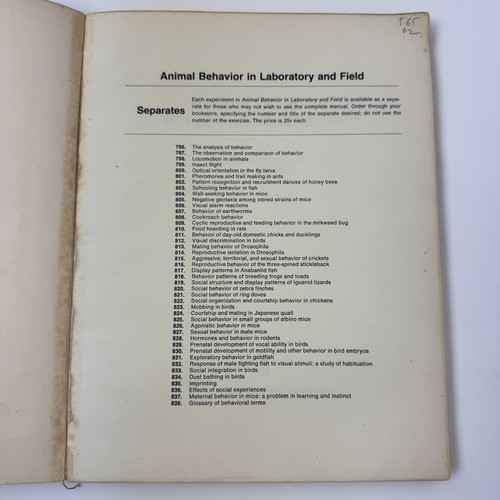 565
02
Animal Behavior in Laboratory and Field
Separates
Each experiment in Animal Behavior in Laboratory and Field is available as a sepa-
rate for those who may not wish to use the complete manual. Order through your
bookstore, specifying the number and title of the separate desired; do not use the
number of the exercise. The price is 25¢ each.
796. The analysis of behavior
797. The observation and comparison of behavior
798. Locomotion in animals
799. Insect flight
800. Optical orientation in the fly larva
801. Pheromones and trail making in ants
802. Pattern recognition and recruitment dances of honey bees
803. Schooling behavior in fish
804. Wall-seeking behavior in mice
805. Negative geotaxis among inbred strains of mice
806. Visual alarm reactions
807. Behavior of earthworms
808. Cockroach behavior
809. Cyclic reproductive and feeding behavior in the milkweed bug
810. Food hoarding in rats
811. Behavior of day-old domestic chicks and ducklings
812. Visual discrimination in birds
813. Mating behavior of Drosophila
814. Reproductive isolation in Drosophila
815. Aggressive, territorial, and sexual behavior of crickets
816. Reproductive behavior of the three-spined stickleback
817. Display patterns in Anabantid fish
818. Behavior patterns of breeding frogs and toads
819. Social structure and display patterns of Iguanid lizards
820. Social behavior of zebra finches
821. Social behavior of ring doves
822. Social organization and courtship behavior in chickens
823. Mobbing in birds
824. Courtship and mating in Japanese quail
825. Social behavior in small groups of albino mice
826. Agonistic behavior in mice
827. Sexual behavior in male mice
828. Hormones and behavior in rodents
829. Prenatal development of vocal ability in birds
830. Prenatal development of motility and other behavior in bird embryos
831. Exploratory behavior in goldfish
832. Response of male fighting fish to visual stimuli: a study of habituation
833. Social integration in birds
834. Dust bathing in birds
835. Imprinting
836. Effects of social experiences
837. Maternal behavior in mice: a problem in learning and instinct
838. Glossary of behavioral terms